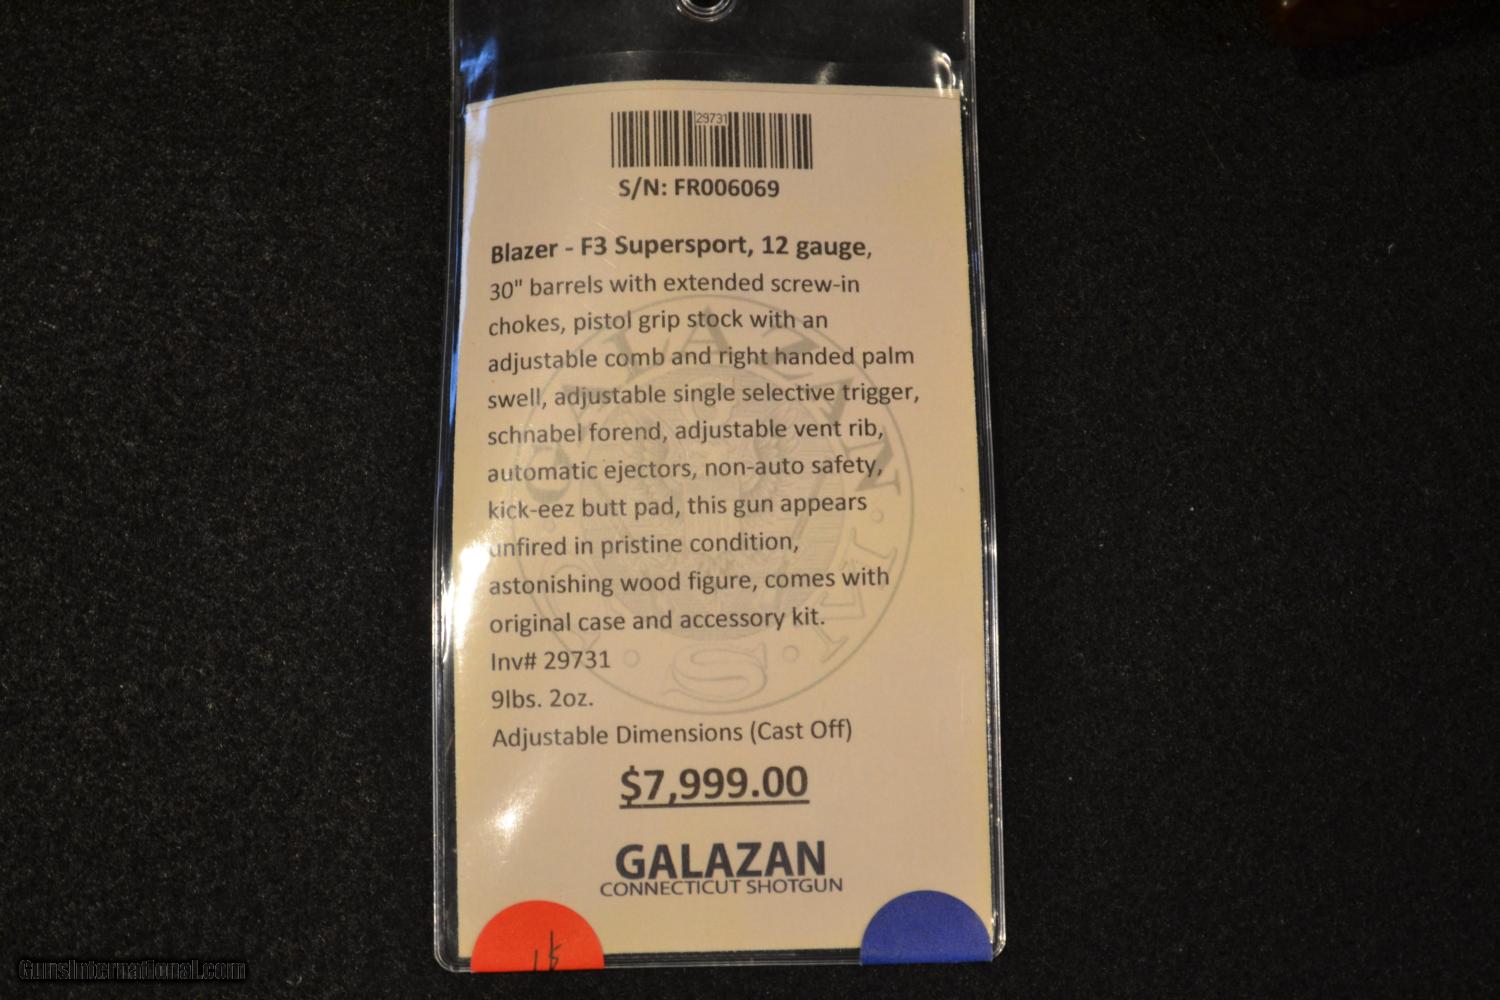 29731
S/N: FR006069
Blazer - F3 Supersport, 12 gauge,
30" barrels with extended screw-in
chokes, pistol grip stock with an
adjustable comb and right handed palm
swell, adjustable single selective trigger,
schnabel forend, adjustable vent rib,
automatic ejectors, non-auto safety,
kick-eez butt pad, this gun appears
unfired in pristine condition,
astonishing wood figure, comes with
original case and accessory kit.
Inv# 29731
9lbs. 2oz.
Adjustable Dimensions (Cast Off)
$7,999.00
GALAZAN
CONNECTICUT SHOTGUN
GunsInternational.com